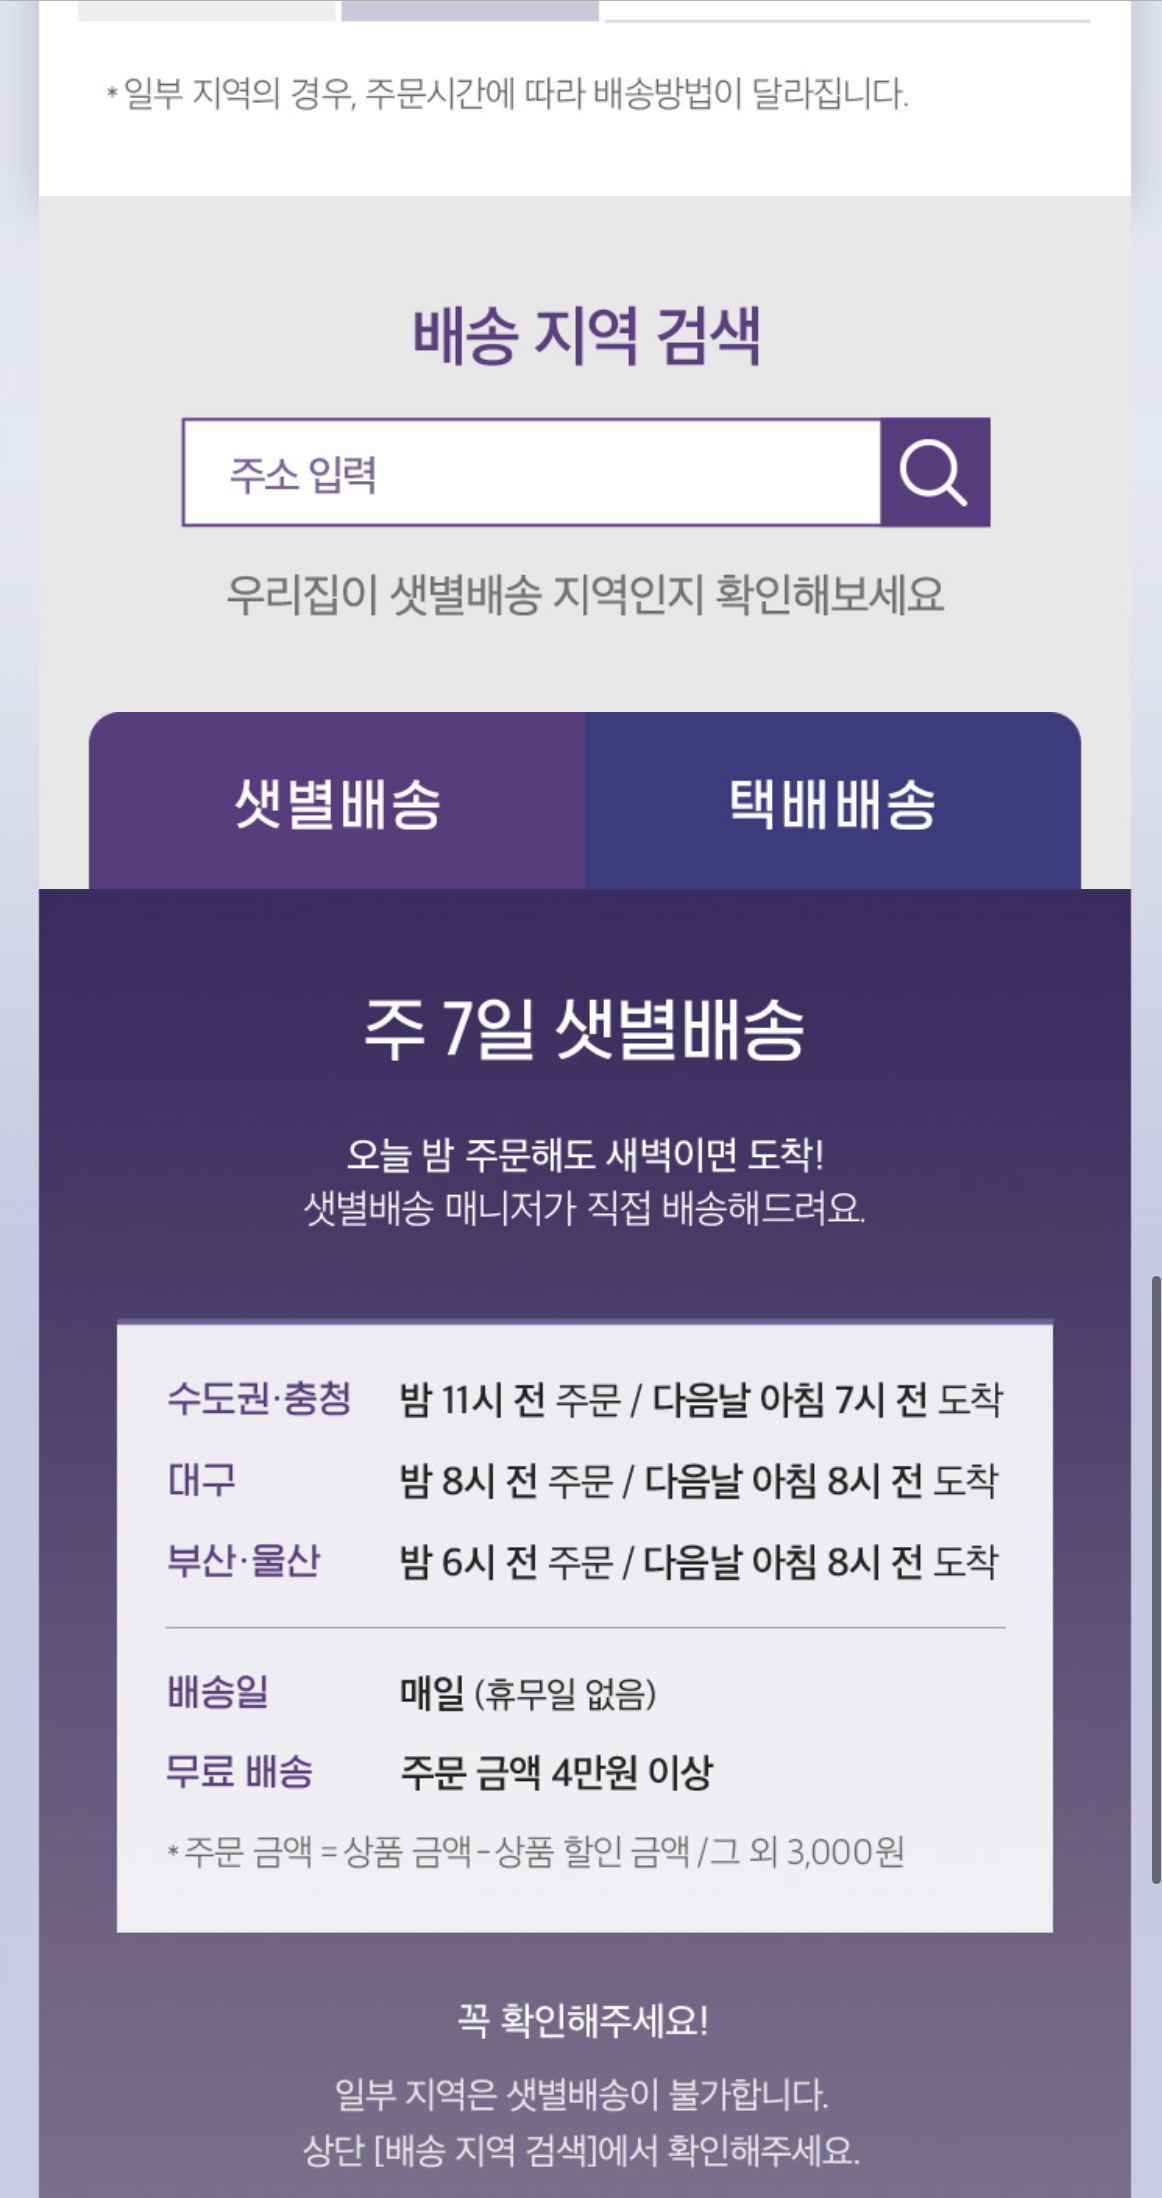 * 일부 지역의 경우, 주문시간에 따라 배송방법이 달라집니다.
배송 지역 검색
주소 입력
우리집이 샛별배송 지역인지 확인해보세요
샛별배송 택배배송
주 7일 샛별배송
오늘 밤 주문해도 새벽이면 도착!
샛별배송 매니저가 직접 배송해드려요.
수도권·충청 밤 11시 전 주문 / 다음날 아침 7시 전 도착
대구 밤 8시 전 주문 / 다음날 아침 8시 전 도착
부산·울산 밤 6시 전 주문 / 다음날 아침 8시 전 도착
배송일 매일 (휴무일 없음)
무료 배송 주문 금액 4만원 이상
* 주문 금액 = 상품 금액 - 상품 할인 금액 / 그 외 3,000원
꼭 확인해주세요!
일부 지역은 샛별배송이 불가합니다.
상단 [배송 지역 검색]에서 확인해주세요.